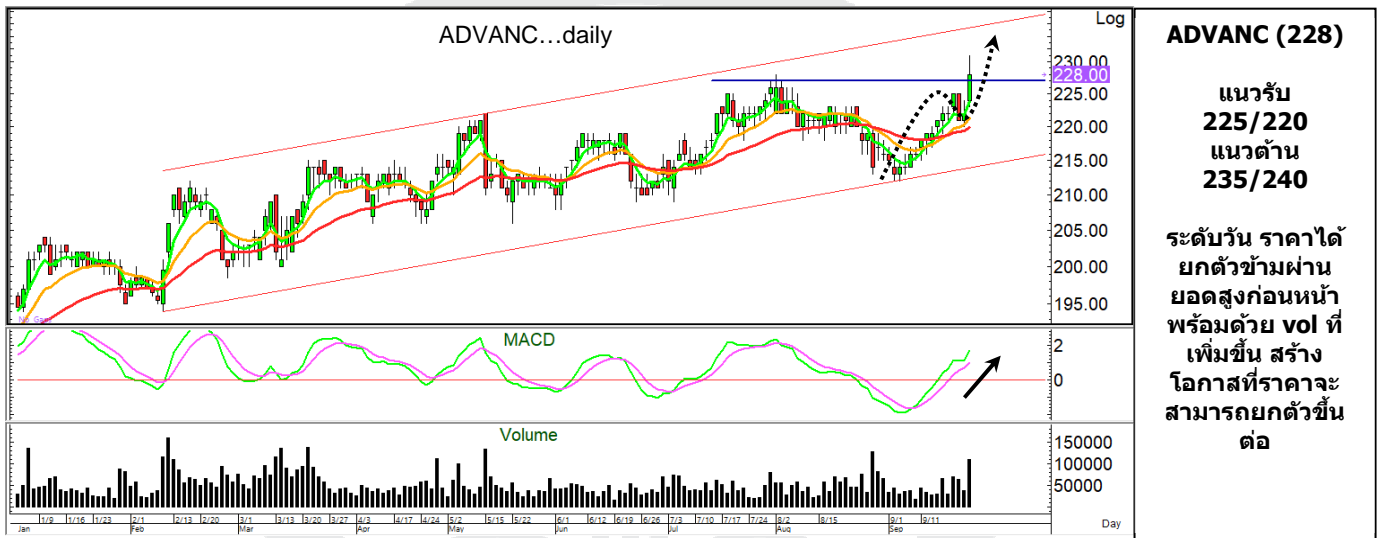 ADVANC...daily
Log
230.00
228.00
225.00
220.00
215.00
210.00
205.00
200.00
195.00
MACD
2
0
Volume
150000
100000
50000
1/9 1/16 1/23 2/1 2/13 2/20 3/1 3/13 3/20 3/27 4/3 4/17 4/24 5/2 5/15 5/22 6/1 6/12 6/19 6/26 7/3 7/10 7/17 7/24 8/2 8/15 9/1 9/11
Jan Feb Mar Apr May Jun Jul Aug Sep
Day
ADVANC (228)
แนวรับ
225/220
แนวต้าน
235/240
ระดับวัน ราคาได้
ยกตัวข้ามผ่าน
ยอดสูงก่อนหน้า
พร้อมด้วย vol ที่
เพิ่มขึ้น สร้าง
โอกาสที่ราคาจะ
สามารถยกตัวขึ้น
ต่อ